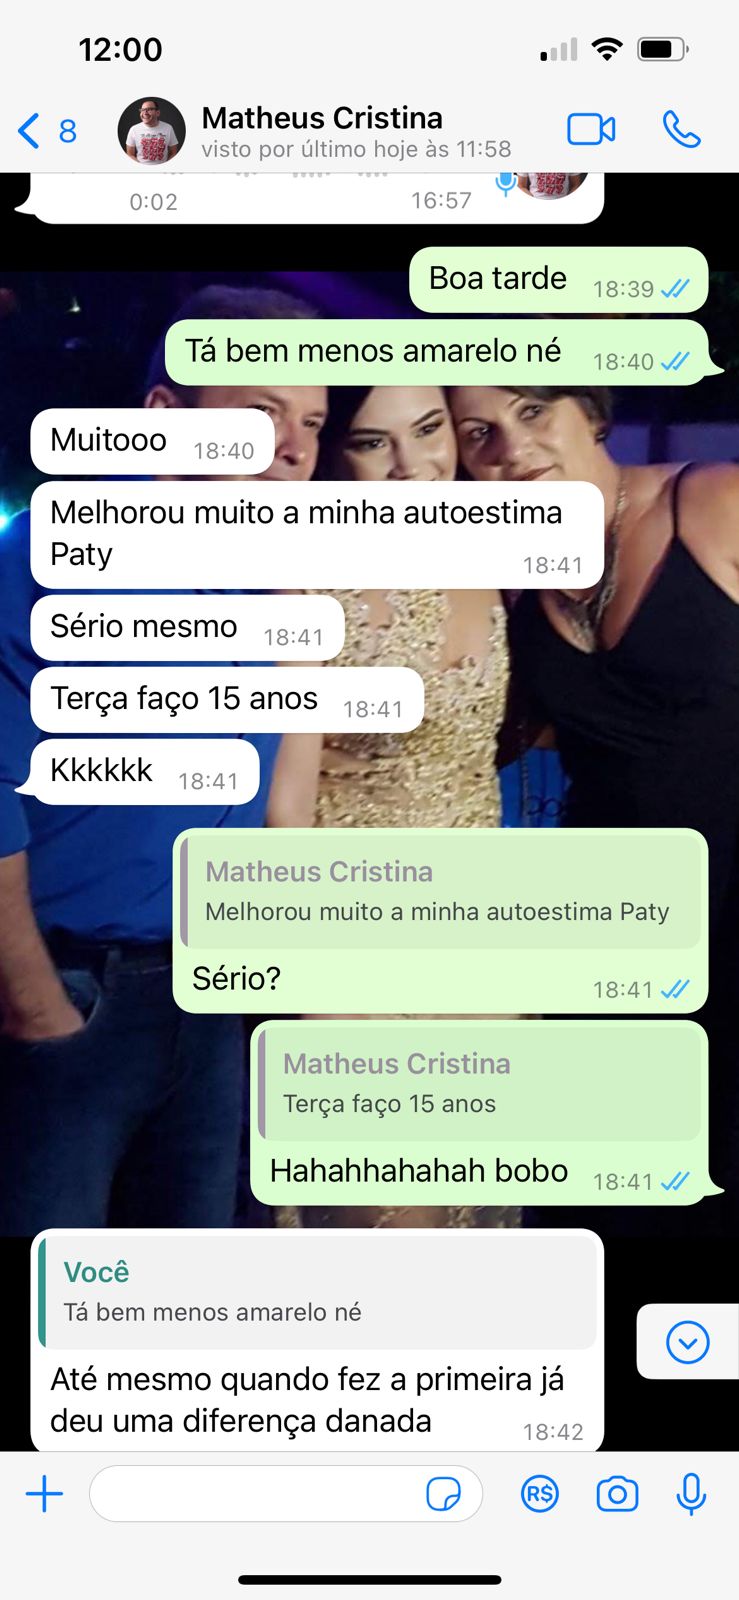 12:00
8
Matheus Cristina
visto por último hoje às 11:58
0:02
16:57
Boa tarde 18:39
Tá bem menos amarelo né 18:40
Muitooo 18:40
Melhorou muito a minha autoestima
Paty 18:41
Sério mesmo 18:41
Terça faço 15 anos 18:41
Kkkkkk 18:41
Matheus Cristina
Melhorou muito a minha autoestima Paty
Sério? 18:41
Matheus Cristina
Terça faço 15 anos
Hahahhahahah bobo 18:41
Você
Tá bem menos amarelo né
Até mesmo quando fez a primeira já
deu uma diferença danada 18:42
R$